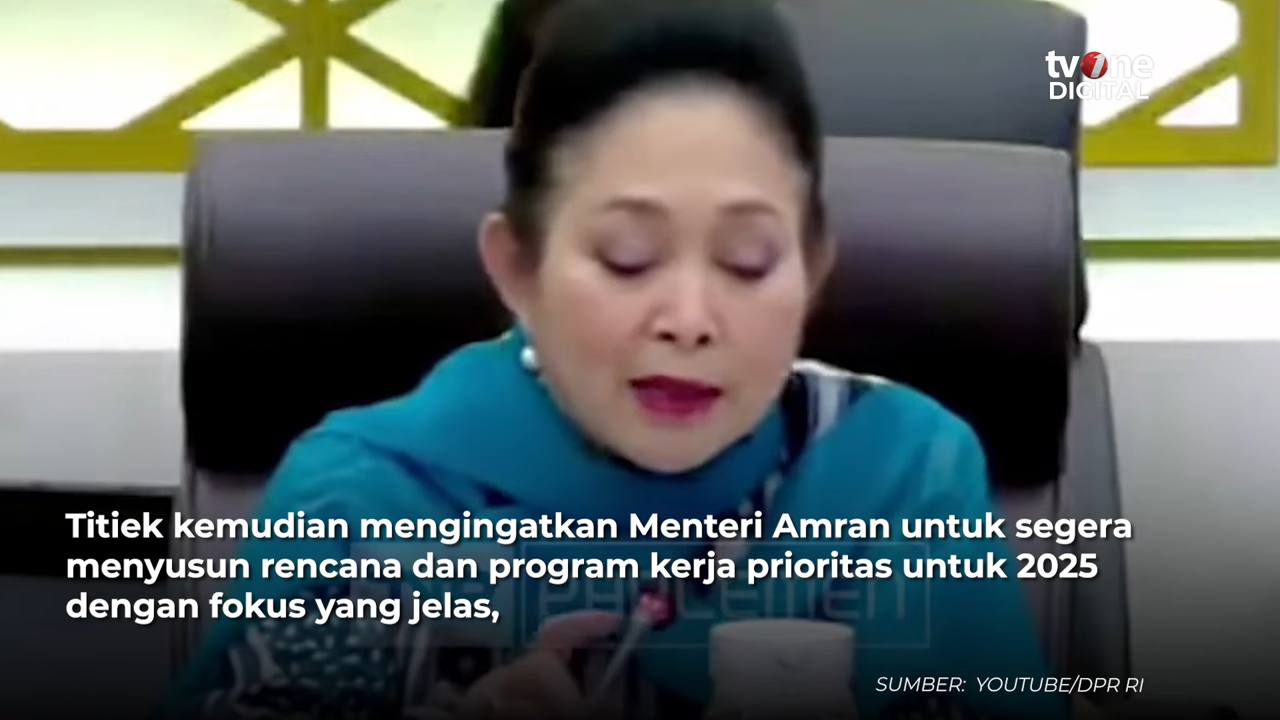 tvOne
DIGITAL
Titiek kemudian mengingatkan Menteri Amran untuk segera
menyusun rencana dan program kerja prioritas untuk 2025
dengan fokus yang jelas,
PARLEMEN
SUMBER: YOUTUBE/DPR RI